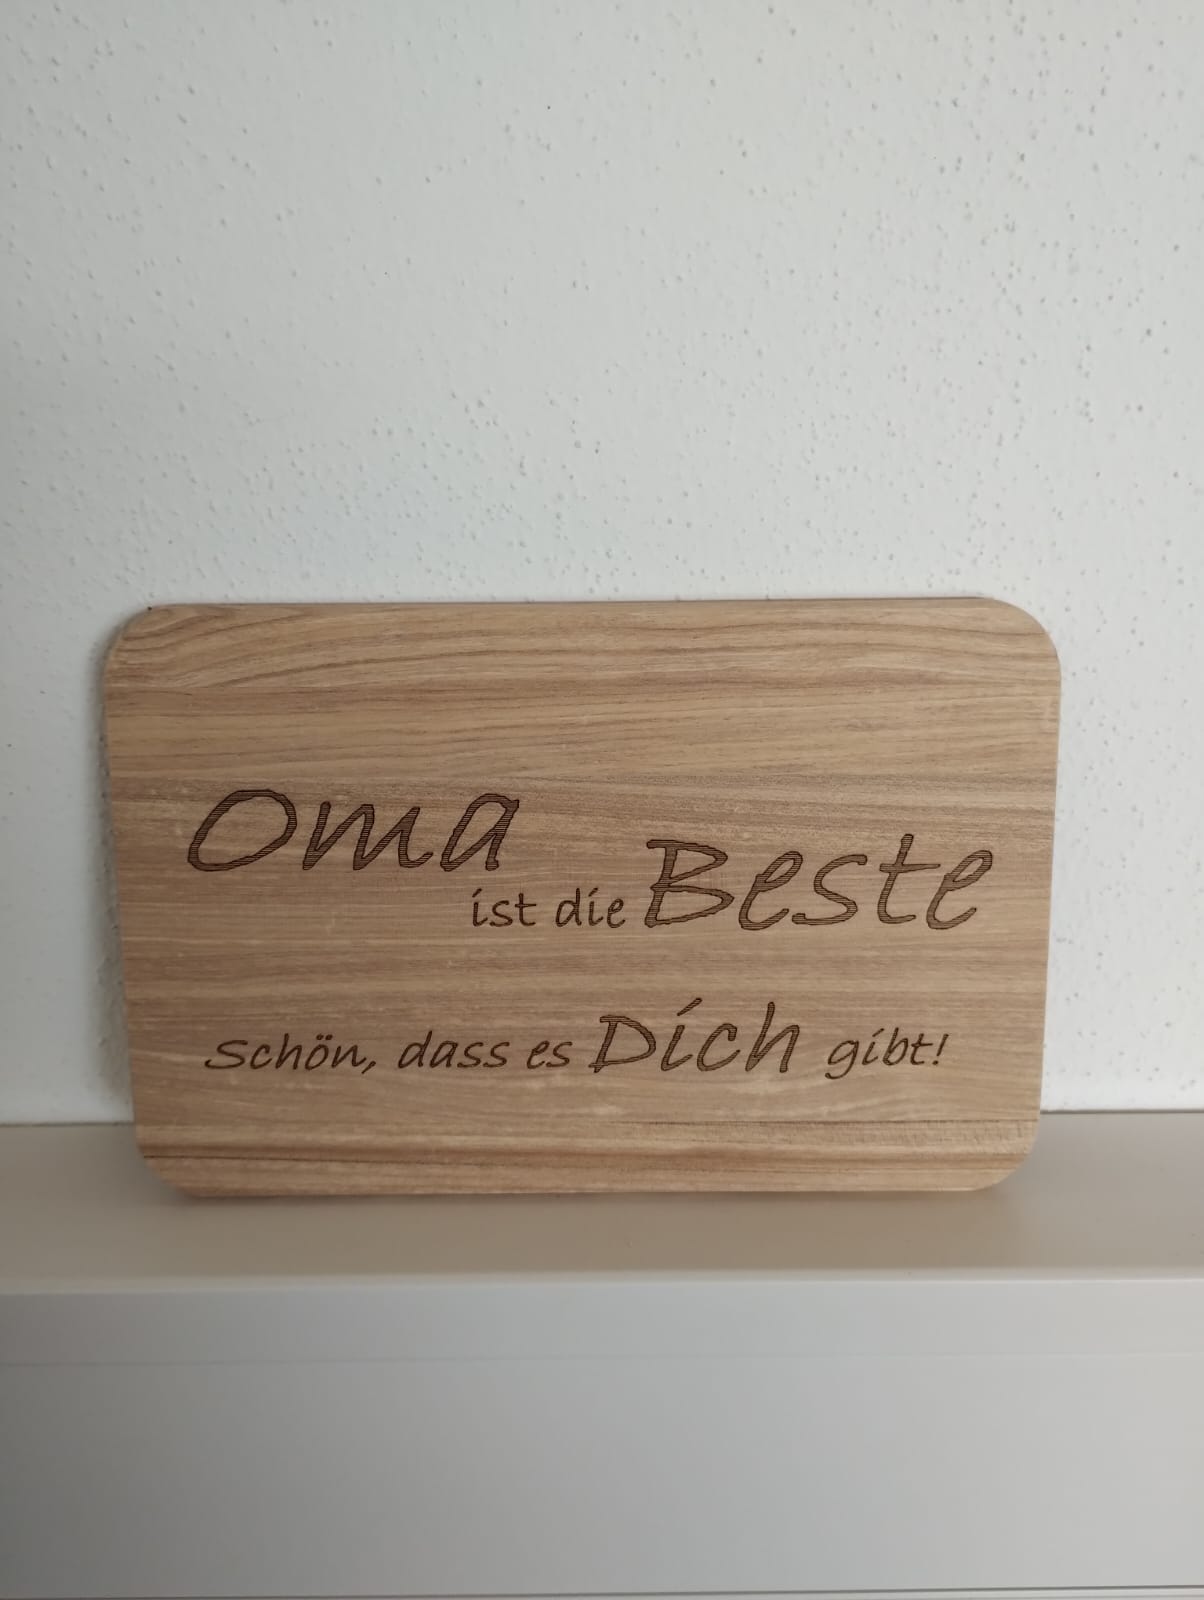 Oma
ist die Beste
Schön, dass es Dich gibt!